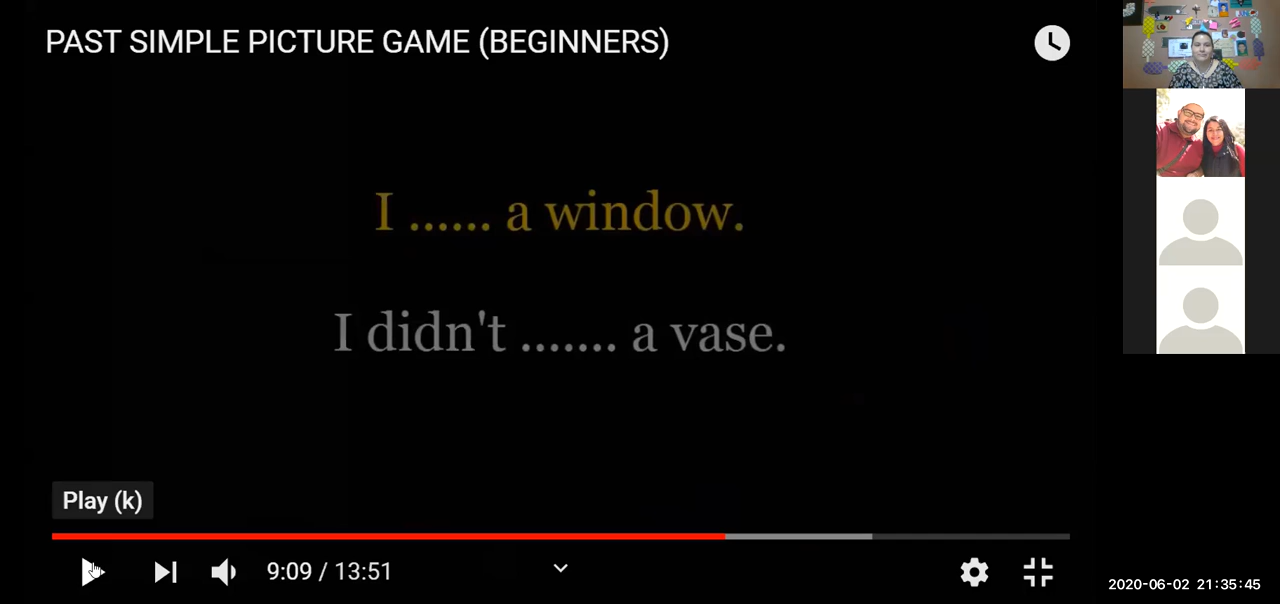 PAST SIMPLE PICTURE GAME (BEGINNERS)
I ...... a window.
I didn't ....... a vase.
Play (k)
9:09 / 13:51
2020-06-02 21:35:45